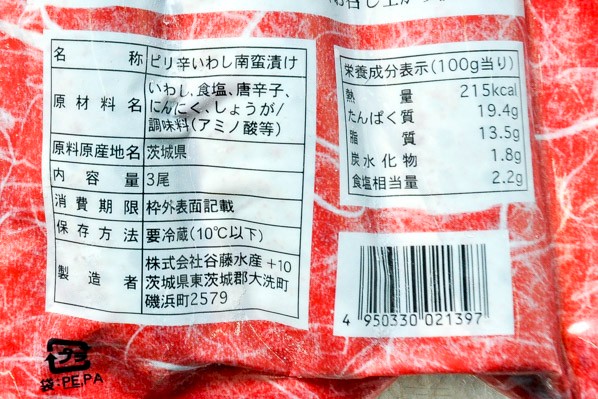 名称 ピリ辛いわし南蛮漬け
原材料名 いわし、食塩、唐辛子、
にんにく、しょうが/
調味料(アミノ酸等)
原料原産地名 茨城県
内容量 3尾
消費期限 枠外表面記載
保存方法 要冷蔵(10℃以下)
製造者 株式会社谷藤水産 +10
茨城県東茨城郡大洗町
磯浜町2579
栄養成分表示(100g当り)
熱量 215kcal
たんぱく質 19.4g
脂質 13.5g
炭水化物 1.8g
食塩相当量 2.2g
4 950330 021397
プラ
袋:PE,PA